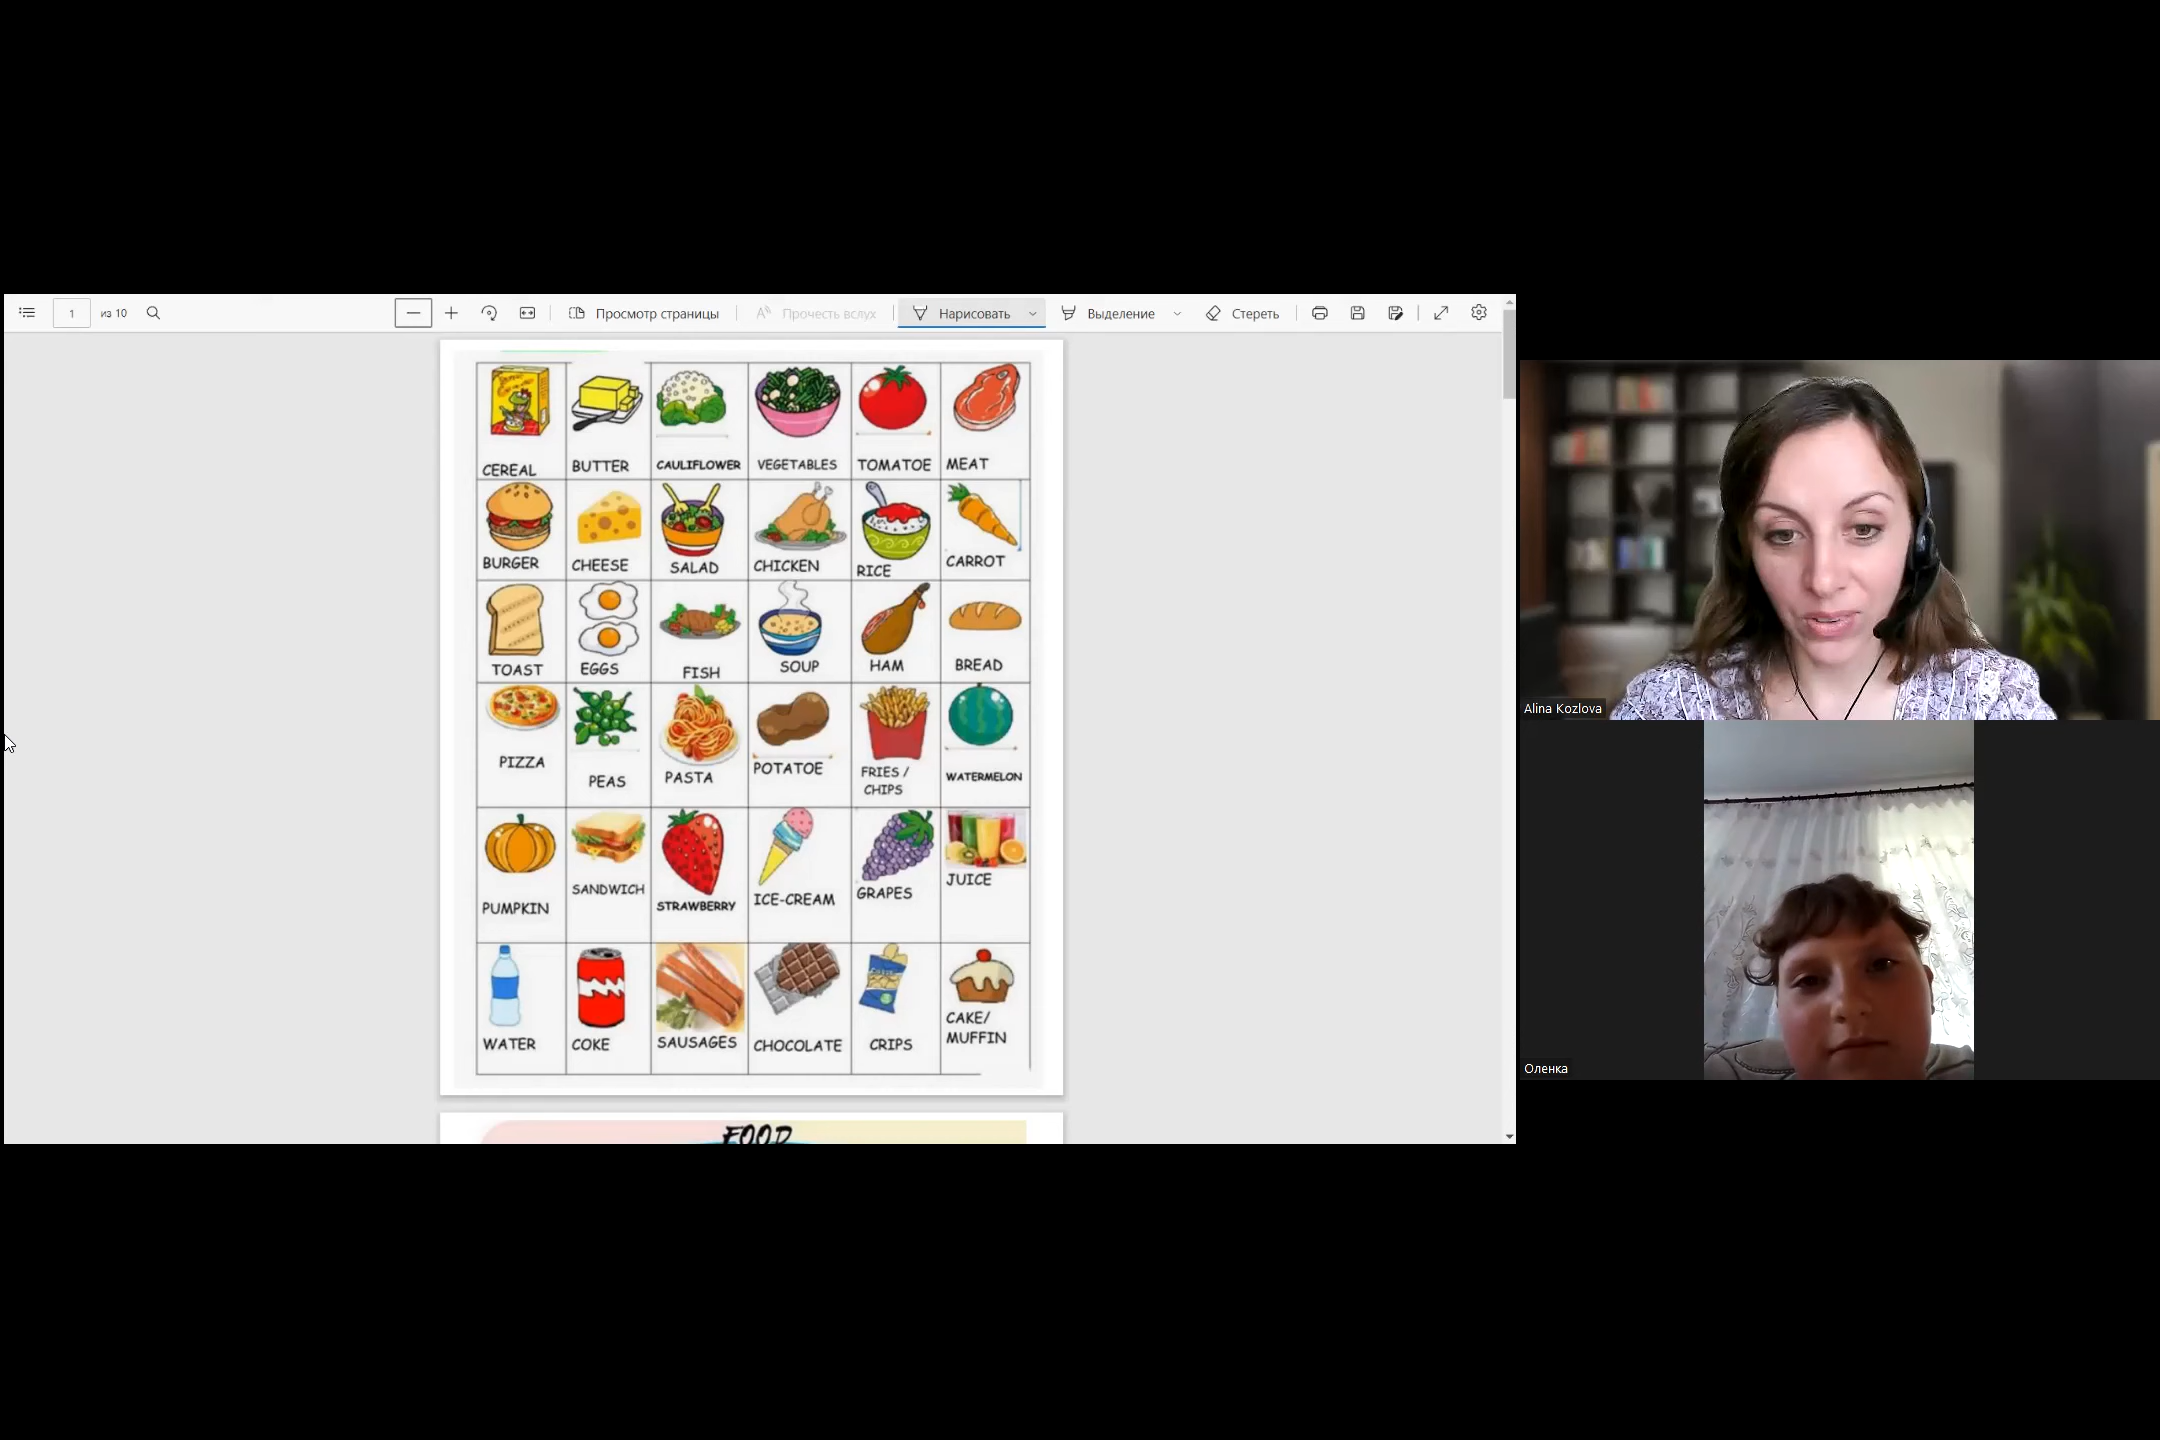 1 из 10 Просмотр страницы Прочесть вслух Нарисовать Выделение Стереть
CEREAL BUTTER CAULIFLOWER VEGETABLES TOMATOE MEAT
BURGER CHEESE SALAD CHICKEN RICE CARROT
TOAST EGGS FISH SOUP HAM BREAD
PIZZA PEAS PASTA POTATOE FRIES / CHIPS WATERMELON
PUMPKIN SANDWICH STRAWBERRY ICE-CREAM GRAPES JUICE
WATER COKE SAUSAGES CHOCOLATE CRIPS CAKE/ MUFFIN
FOOD
Alina Kozlova
Оленка